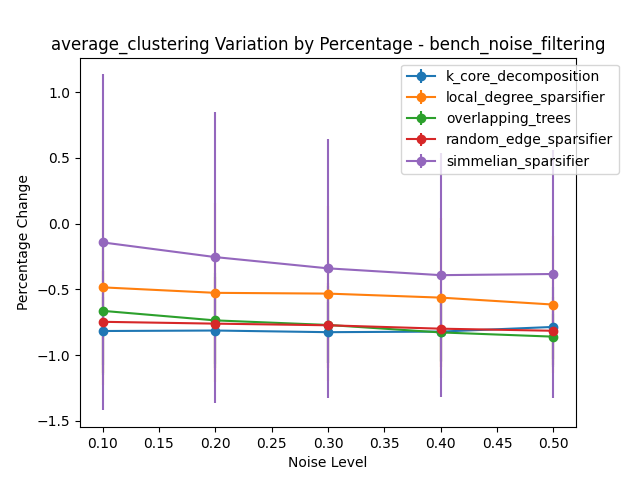 average_clustering Variation by Percentage - bench_noise_filtering
k_core_decomposition
local_degree_sparsifier
overlapping_trees
random_edge_sparsifier
simmelian_sparsifier
Percentage Change
1.0
0.5
0.0
−0.5
−1.0
−1.5
0.10 0.15 0.20 0.25 0.30 0.35 0.40 0.45 0.50
Noise Level